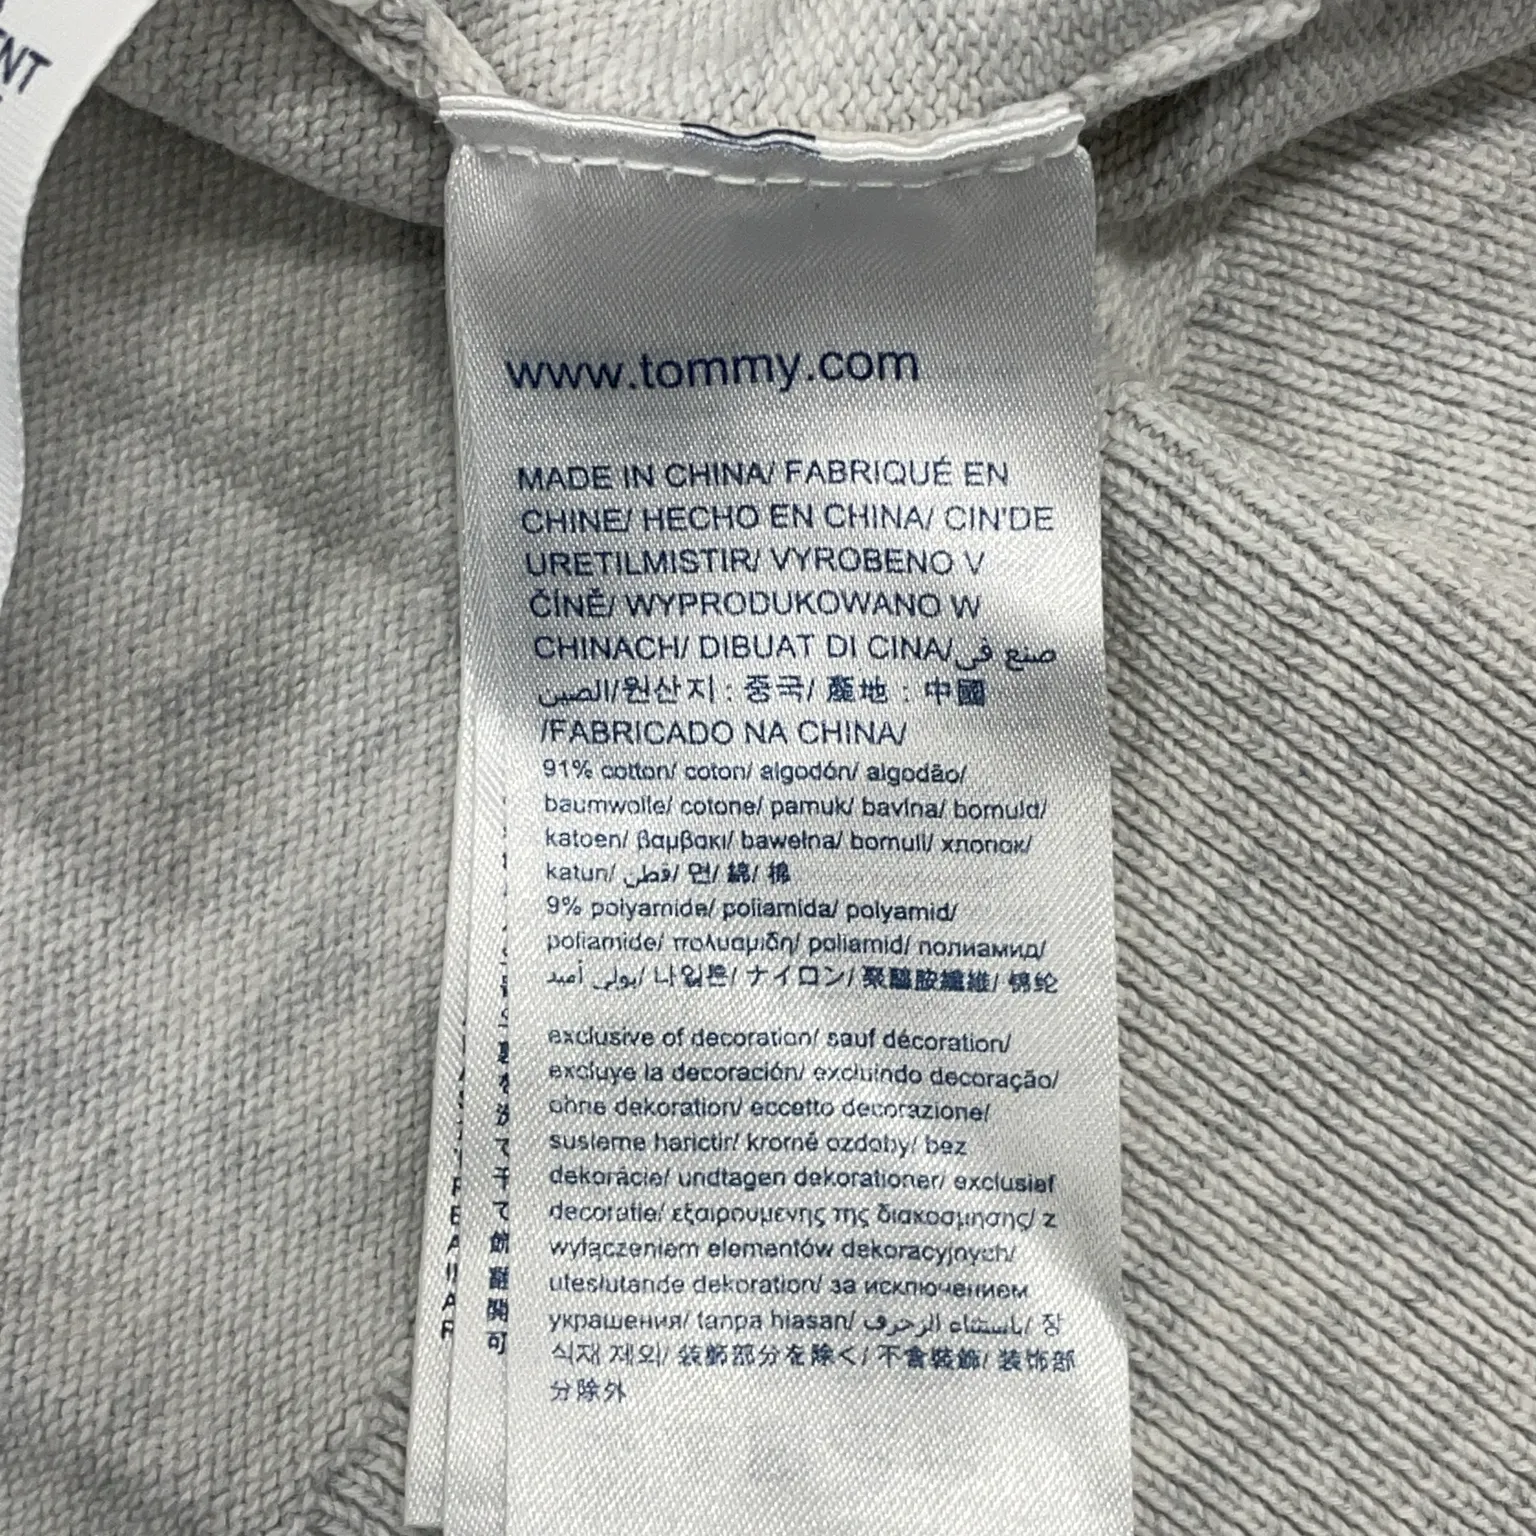 ENT
www.tommy.com
MADE IN CHINA/ FABRIQUÉ EN
CHINE/ HECHO EN CHINA/ CIN'DE
URETILMISTIR/ VYROBENO V
ČÍNĚ/ WYPRODUKOWANO W
CHINACH/ DIBUAT DI CINA/ صنع في
الصين/원산지 : 중국/ 產地 : 中國
/FABRICADO NA CHINA/
91% cotton/ coton/ algodón/ algodão/
baumwolle/ cotone/ pamuk/ bavlna/ bomuld/
katoen/ βαμβακι/ bawełna/ bomull/ хлопок/
katun/ قطن/ 면/ 綿/ 棉
9% polyamide/ poliamida/ polyamid/
poliamide/ πολυαμιδη/ poliamid/ полиамид/
بولي أميد/ 나일론/ ナイロン/ 聚醯胺纖維/ 锦纶
exclusive of decoration/ sauf décoration/
excluye la decoración/ excluindo decoração/
ohne dekoration/ eccetto decorazione/
susleme harictir/ kromě ozdoby/ bez
dekorácie/ undtagen dekorationer/ exclusief
decoratie/ εξαιρουμενης της διακοσμησης/ z
wyłączeniem elementów dekoracyjnych/
uteslutande dekoration/ за исключением
украшения/ tanpa hiasan/ باستثناء الزخرف/ 장
식재 제외/ 装飾部分を除く/ 不含裝飾/ 装饰部
分除外